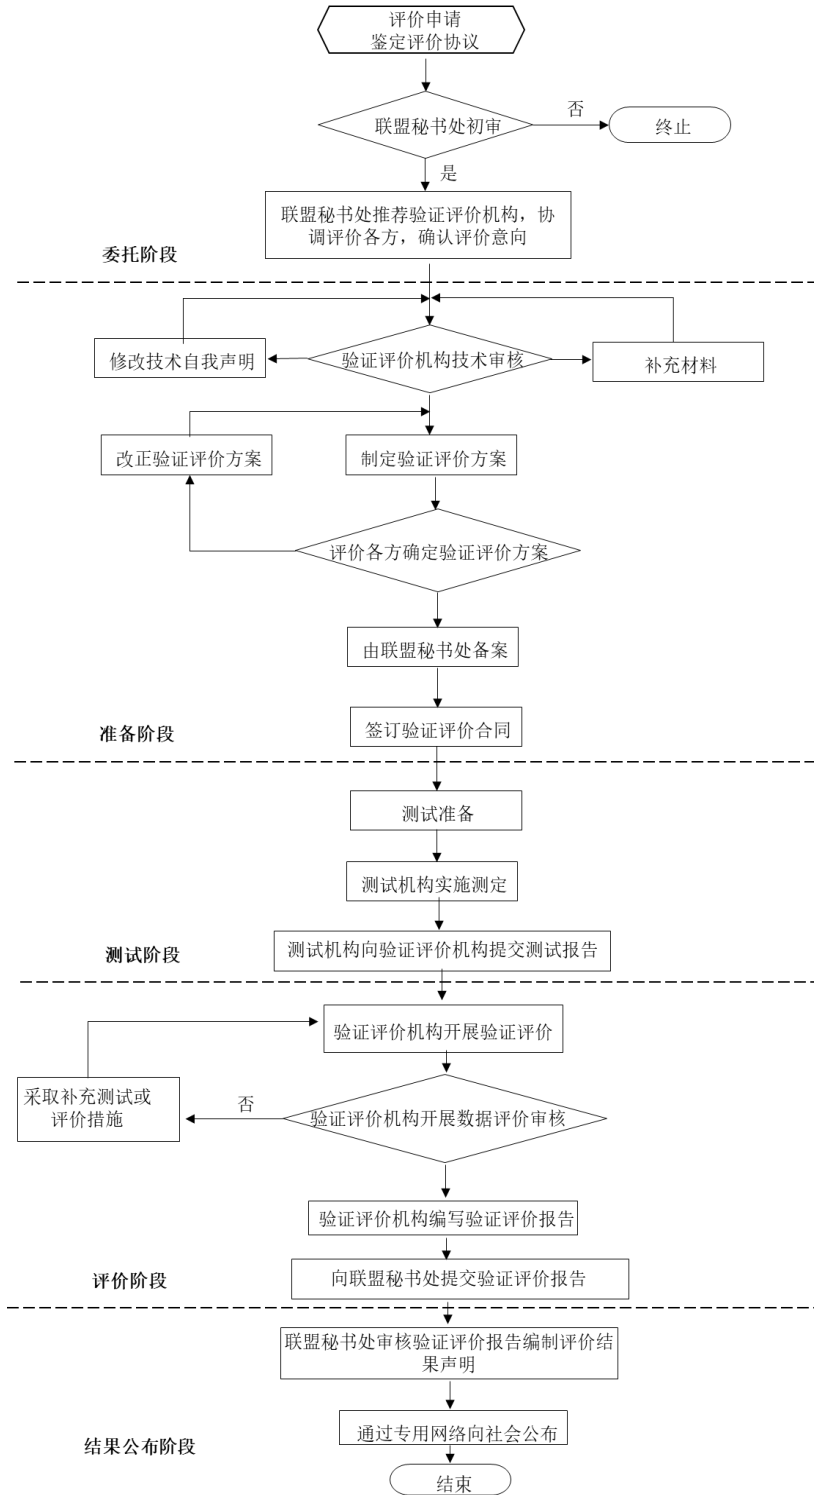 评价申请
鉴定评价协议
联盟秘书处初审
否
终止
是
联盟秘书处推荐验证评价机构，协
调评价各方，确认评价意向
委托阶段
修改技术自我声明
验证评价机构技术审核
补充材料
改正验证评价方案
制定验证评价方案
评价各方确定验证评价方案
由联盟秘书处备案
签订验证评价合同
准备阶段
测试准备
测试机构实施测定
测试机构向验证评价机构提交测试报告
测试阶段
验证评价机构开展验证评价
采取补充测试或
评价措施
否
验证评价机构开展数据评价审核
验证评价机构编写验证评价报告
向联盟秘书处提交验证评价报告
评价阶段
联盟秘书处审核验证评价报告编制评价结
果声明
通过专用网络向社会公布
结果公布阶段
结束